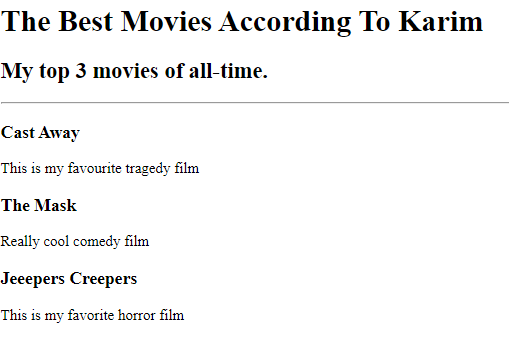 The Best Movies According To Karim
My top 3 movies of all-time.
Cast Away
This is my favourite tragedy film
The Mask
Really cool comedy film
Jeeepers Creepers
This is my favorite horror film